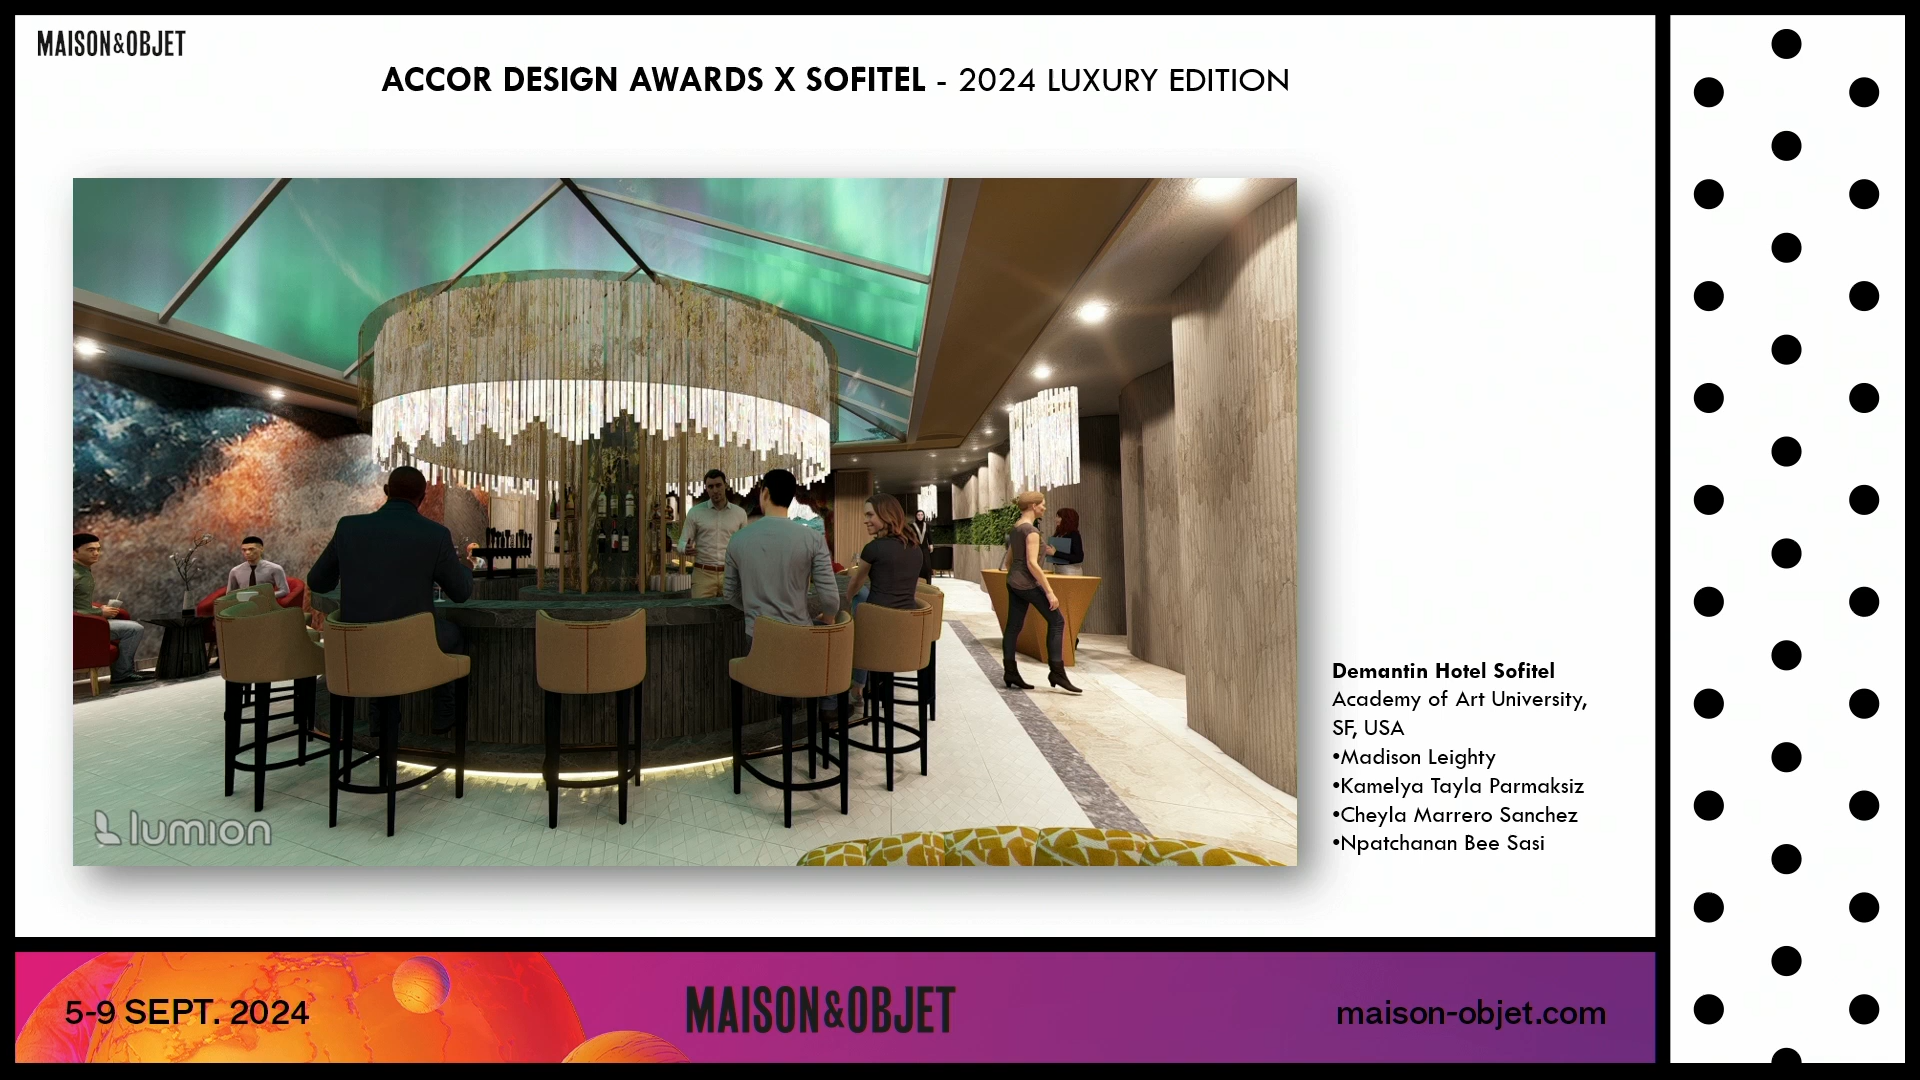 MAISON&OBJET
ACCOR DESIGN AWARDS X SOFITEL - 2024 LUXURY EDITION
lumion
Demantin Hotel Sofitel
Academy of Art University,
SF, USA
•Madison Leighty
•Kamelya Tayla Parmaksiz
•Cheyla Marrero Sanchez
•Npatchanan Bee Sasi
5-9 SEPT. 2024
MAISON&OBJET
maison-objet.com